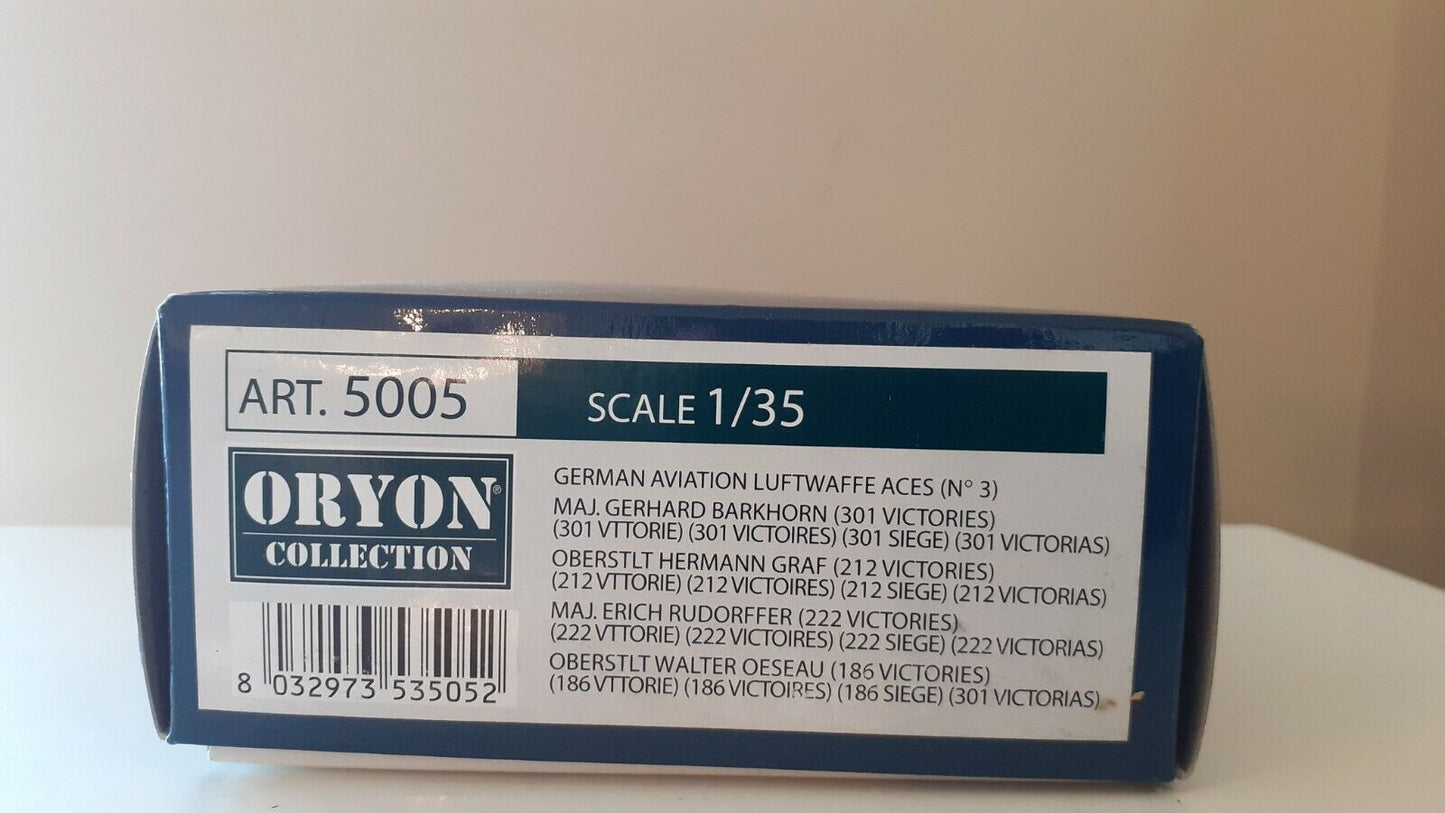 ART. 5005
SCALE 1/35
ORYON®
COLLECTION
8 032973 535052
GERMAN AVIATION LUFTWAFFE ACES (N° 3)
MAJ. GERHARD BARKHORN (301 VICTORIES)
(301 VTTORIE) (301 VICTOIRES) (301 SIEGE) (301 VICTORIAS)
OBERSTLT HERMANN GRAF (212 VICTORIES)
(212 VTTORIE) (212 VICTOIRES) (212 SIEGE) (212 VICTORIAS)
MAJ. ERICH RUDORFFER (222 VICTORIES)
(222 VTTORIE) (222 VICTOIRES) (222 SIEGE) (222 VICTORIAS)
OBERSTLT WALTER OESEAU (186 VICTORIES)
(186 VTTORIE) (186 VICTOIRES) (186 SIEGE) (301 VICTORIAS)